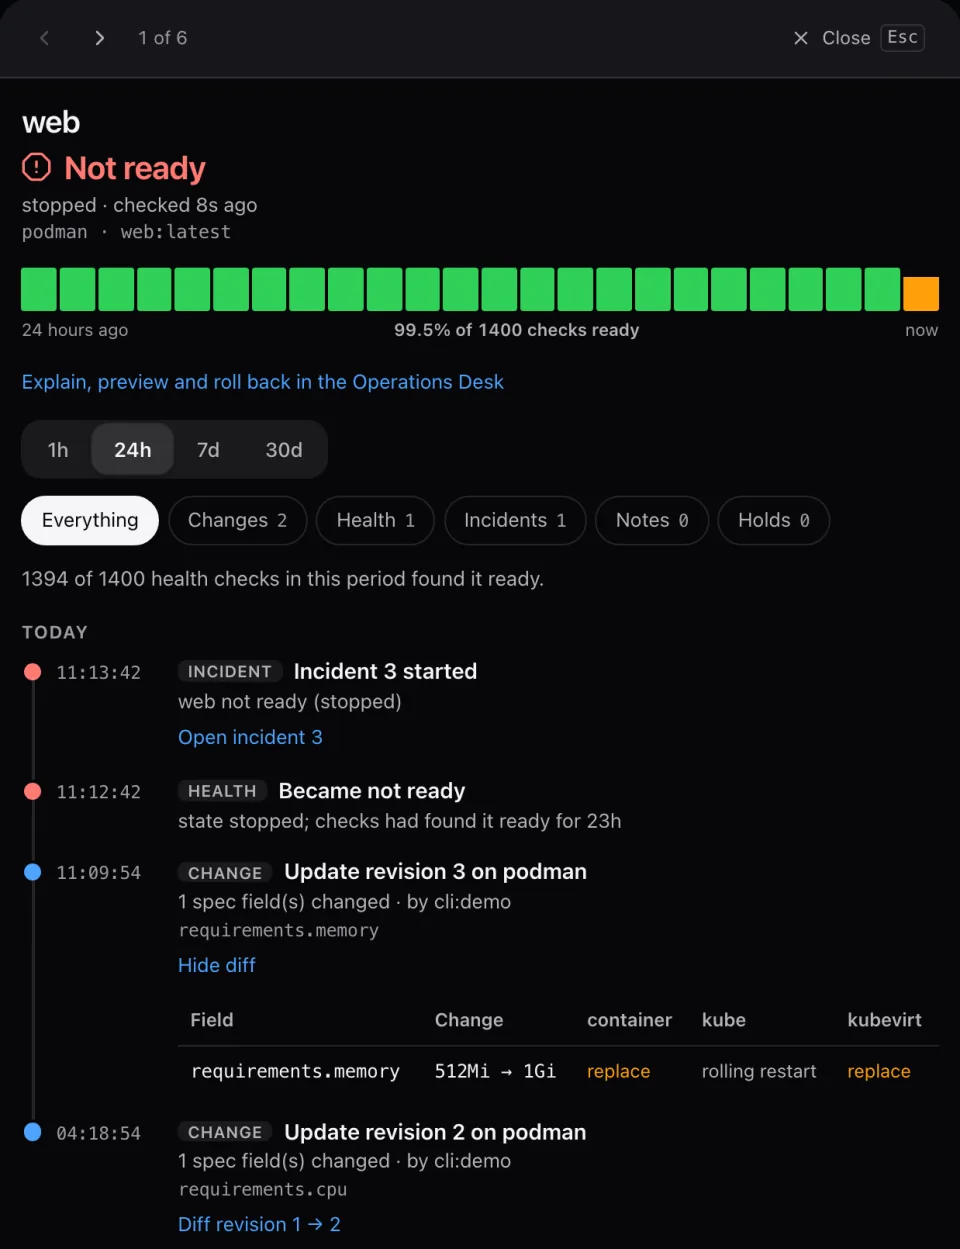 1 of 6
Close Esc
web
Not ready
stopped · checked 8s ago
podman · web:latest
24 hours ago 99.5% of 1400 checks ready now
Explain, preview and roll back in the Operations Desk
1h 24h 7d 30d
Everything Changes 2 Health 1 Incidents 1 Notes 0 Holds 0
1394 of 1400 health checks in this period found it ready.
TODAY
11:13:42 INCIDENT Incident 3 started
web not ready (stopped)
Open incident 3
11:12:42 HEALTH Became not ready
state stopped; checks had found it ready for 23h
11:09:54 CHANGE Update revision 3 on podman
1 spec field(s) changed · by cli:demo
requirements.memory
Hide diff
Field Change container kube kubevirt
requirements.memory 512Mi → 1Gi replace rolling restart replace
04:18:54 CHANGE Update revision 2 on podman
1 spec field(s) changed · by cli:demo
requirements.cpu
Diff revision 1 → 2